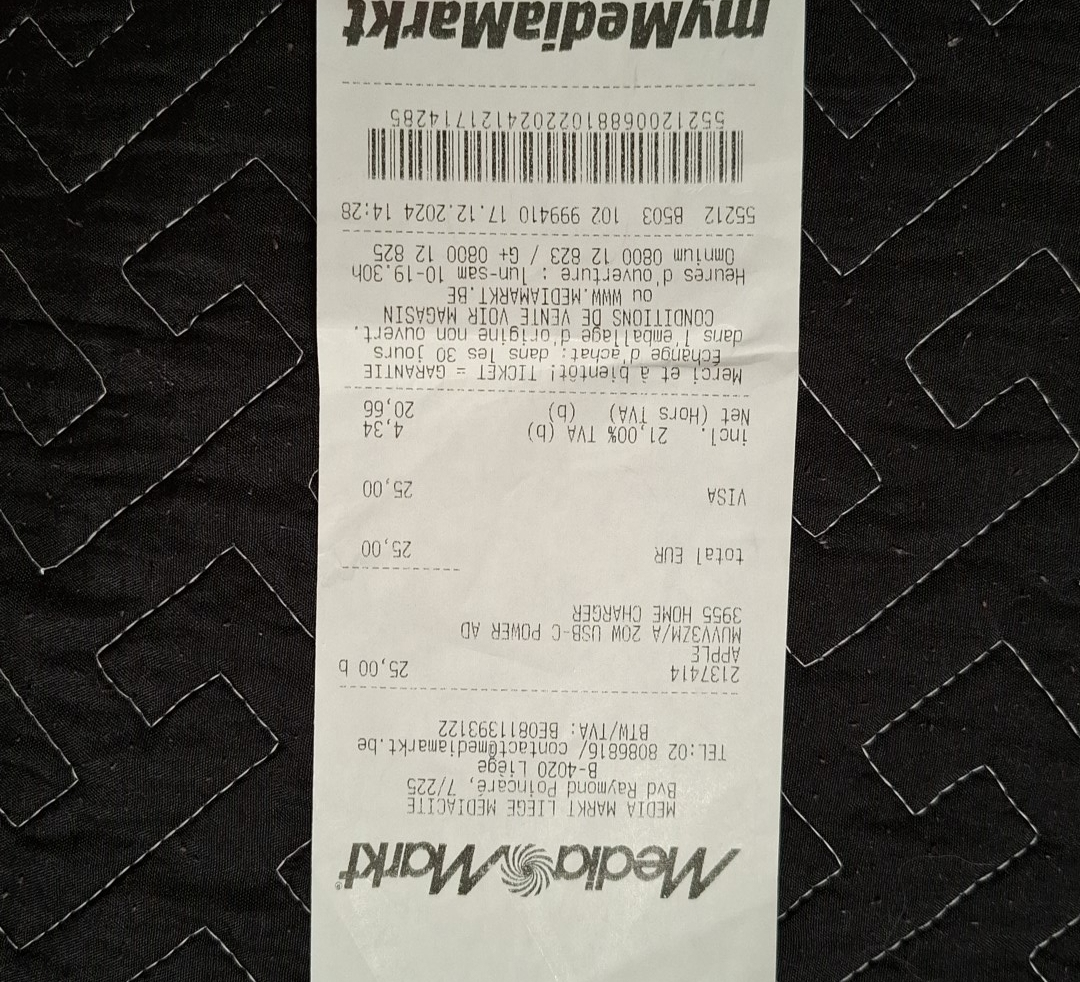 Media Markt®
MEDIA MARKT LIEGE MEDIACITE
Bvd Raymond Poincaré, 7/225
B-4020 Liège
TEL:02 8086816/ contact@mediamarkt.be
BTW/TVA: BE0811393122
2137414 25,00 b
APPLE
MUVV3ZM/A 20W USB-C POWER AD
3955 HOME CHARGER
total EUR 25,00
VISA 25,00
incl. 21,00% TVA (b) 4,34
Net (Hors TVA) (b) 20,66
Merci et à bientôt! TICKET = GARANTIE
Echange d'achat: dans les 30 jours
dans l'emballage d'origine non ouvert.
CONDITIONS DE VENTE VOIR MAGASIN
ou WWW.MEDIAMARKT.BE
Heures d'ouverture : lun-sam 10-19.30h
Omnium 0800 12 823 / G+ 0800 12 825
55212 8503 102 999410 17.12.2024 14:28
55212006881022024121714285
myMediaMarkt